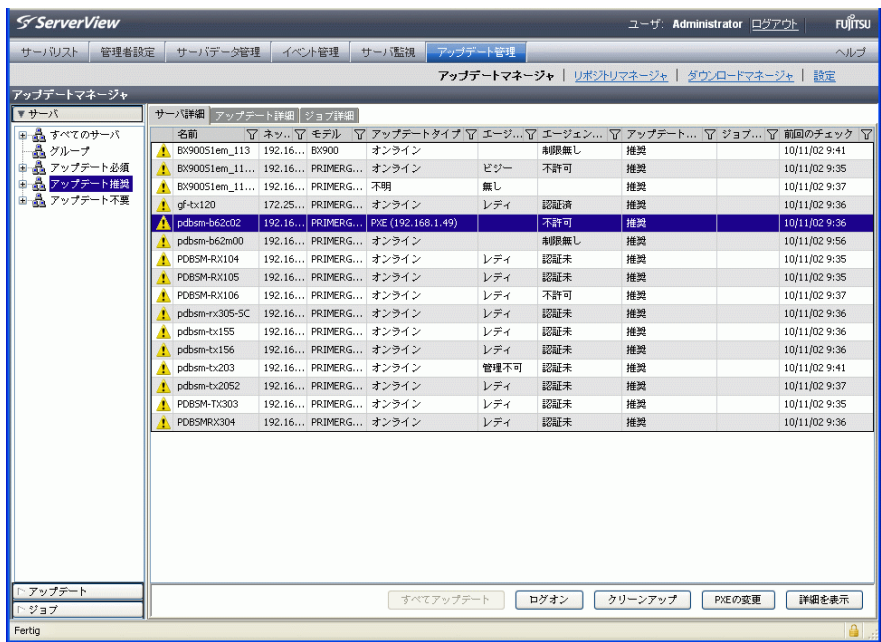 ServerView ユーザ: Administrator ログアウト FUJITSU
サーバリスト 管理者設定 サーバデータ管理 イベント管理 サーバ監視 アップデート管理 ヘルプ
アップデートマネージャ | リポジトリマネージャ | ダウンロードマネージャ | 設定
アップデートマネージャ
サーバ
すべてのサーバ
グループ
アップデート必須
アップデート推奨
アップデート不要
サーバ詳細 アップデート詳細 ジョブ詳細
名前 ネッ.. モデル アップデートタイプ エージ... エージェン... アップデート... ジョブ... 前回のチェック
BX900S1em_113 192.16... BX900 オンライン 制限無し 推奨 10/11/02 9:41
BX900S1em_11... 192.16... PRIMERG... オンライン ビジー 不許可 推奨 10/11/02 9:35
BX900S1em_11... 192.16... PRIMERG... 不明 無し 推奨 10/11/02 9:37
gf-tx120 172.25... PRIMERG... オンライン レディ 認証済 推奨 10/11/02 9:36
pdbsm-b62c02 192.16... PRIMERG... PXE (192.168.1.49) 不許可 推奨 10/11/02 9:36
pdbsm-b62m00 192.16... PRIMERG... オンライン 制限無し 推奨 10/11/02 9:56
PDBSM-RX104 192.16... PRIMERG... オンライン レディ 認証未 推奨 10/11/02 9:35
PDBSM-RX105 192.16... PRIMERG... オンライン レディ 認証未 推奨 10/11/02 9:35
PDBSM-RX106 192.16... PRIMERG... オンライン レディ 不許可 推奨 10/11/02 9:37
pdbsm-rx305-5C 192.16... PRIMERG... オンライン レディ 認証未 推奨 10/11/02 9:36
pdbsm-tx155 192.16... PRIMERG... オンライン レディ 認証未 推奨 10/11/02 9:36
pdbsm-tx156 192.16... PRIMERG... オンライン レディ 認証未 推奨 10/11/02 9:36
pdbsm-tx203 192.16... PRIMERG... オンライン 管理不可 認証未 推奨 10/11/02 9:41
pdbsm-tx2052 192.16... PRIMERG... オンライン レディ 認証未 推奨 10/11/02 9:37
PDBSM-TX303 192.16... PRIMERG... オンライン レディ 認証未 推奨 10/11/02 9:35
PDBSMRX304 192.16... PRIMERG... オンライン レディ 認証未 推奨 10/11/02 9:36
アップデート
ジョブ
すべてアップデート ログオン クリーンアップ PXEの変更 詳細を表示
Fertig